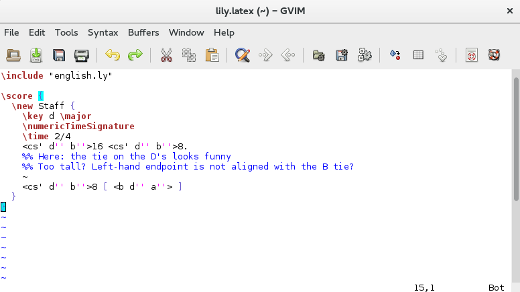 lily.latex (~) – GVIM
File Edit Tools Syntax Buffers Window Help
\include "english.ly"
\score {
\new Staff {
\key d \major
\numericTimeSignature
\time 2/4
<cs' d'' b''>16 <cs' d'' b''>8.
%% Here: the tie on the D's looks funny
%% Too tall? Left-hand endpoint is not aligned with the B tie?
~
<cs' d'' b''>8 [ <b d'' a''> ]
}
}
~
~
~
~
~
~
~
15,1 Bot